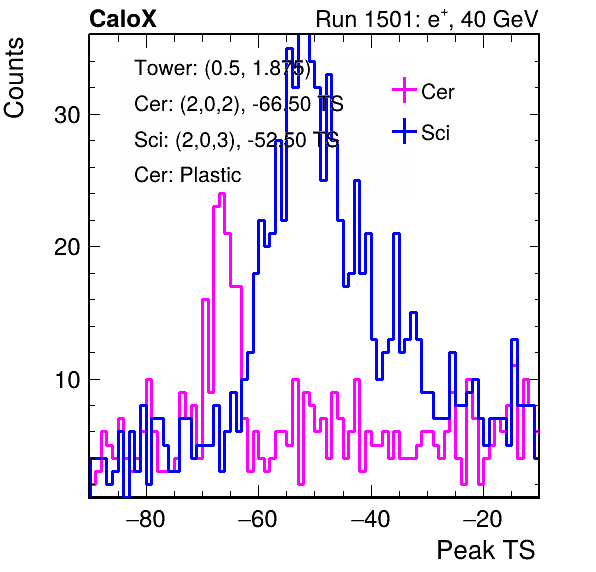 CaloX Run 1501: e+, 40 GeV
Counts
Tower: (0.5, 1.875)
Cer: (2,0,2), -66.50 TS
Sci: (2,0,3), -52.50 TS
Cer: Plastic
Cer
Sci
30
20
10
−80 −60 −40 −20
Peak TS